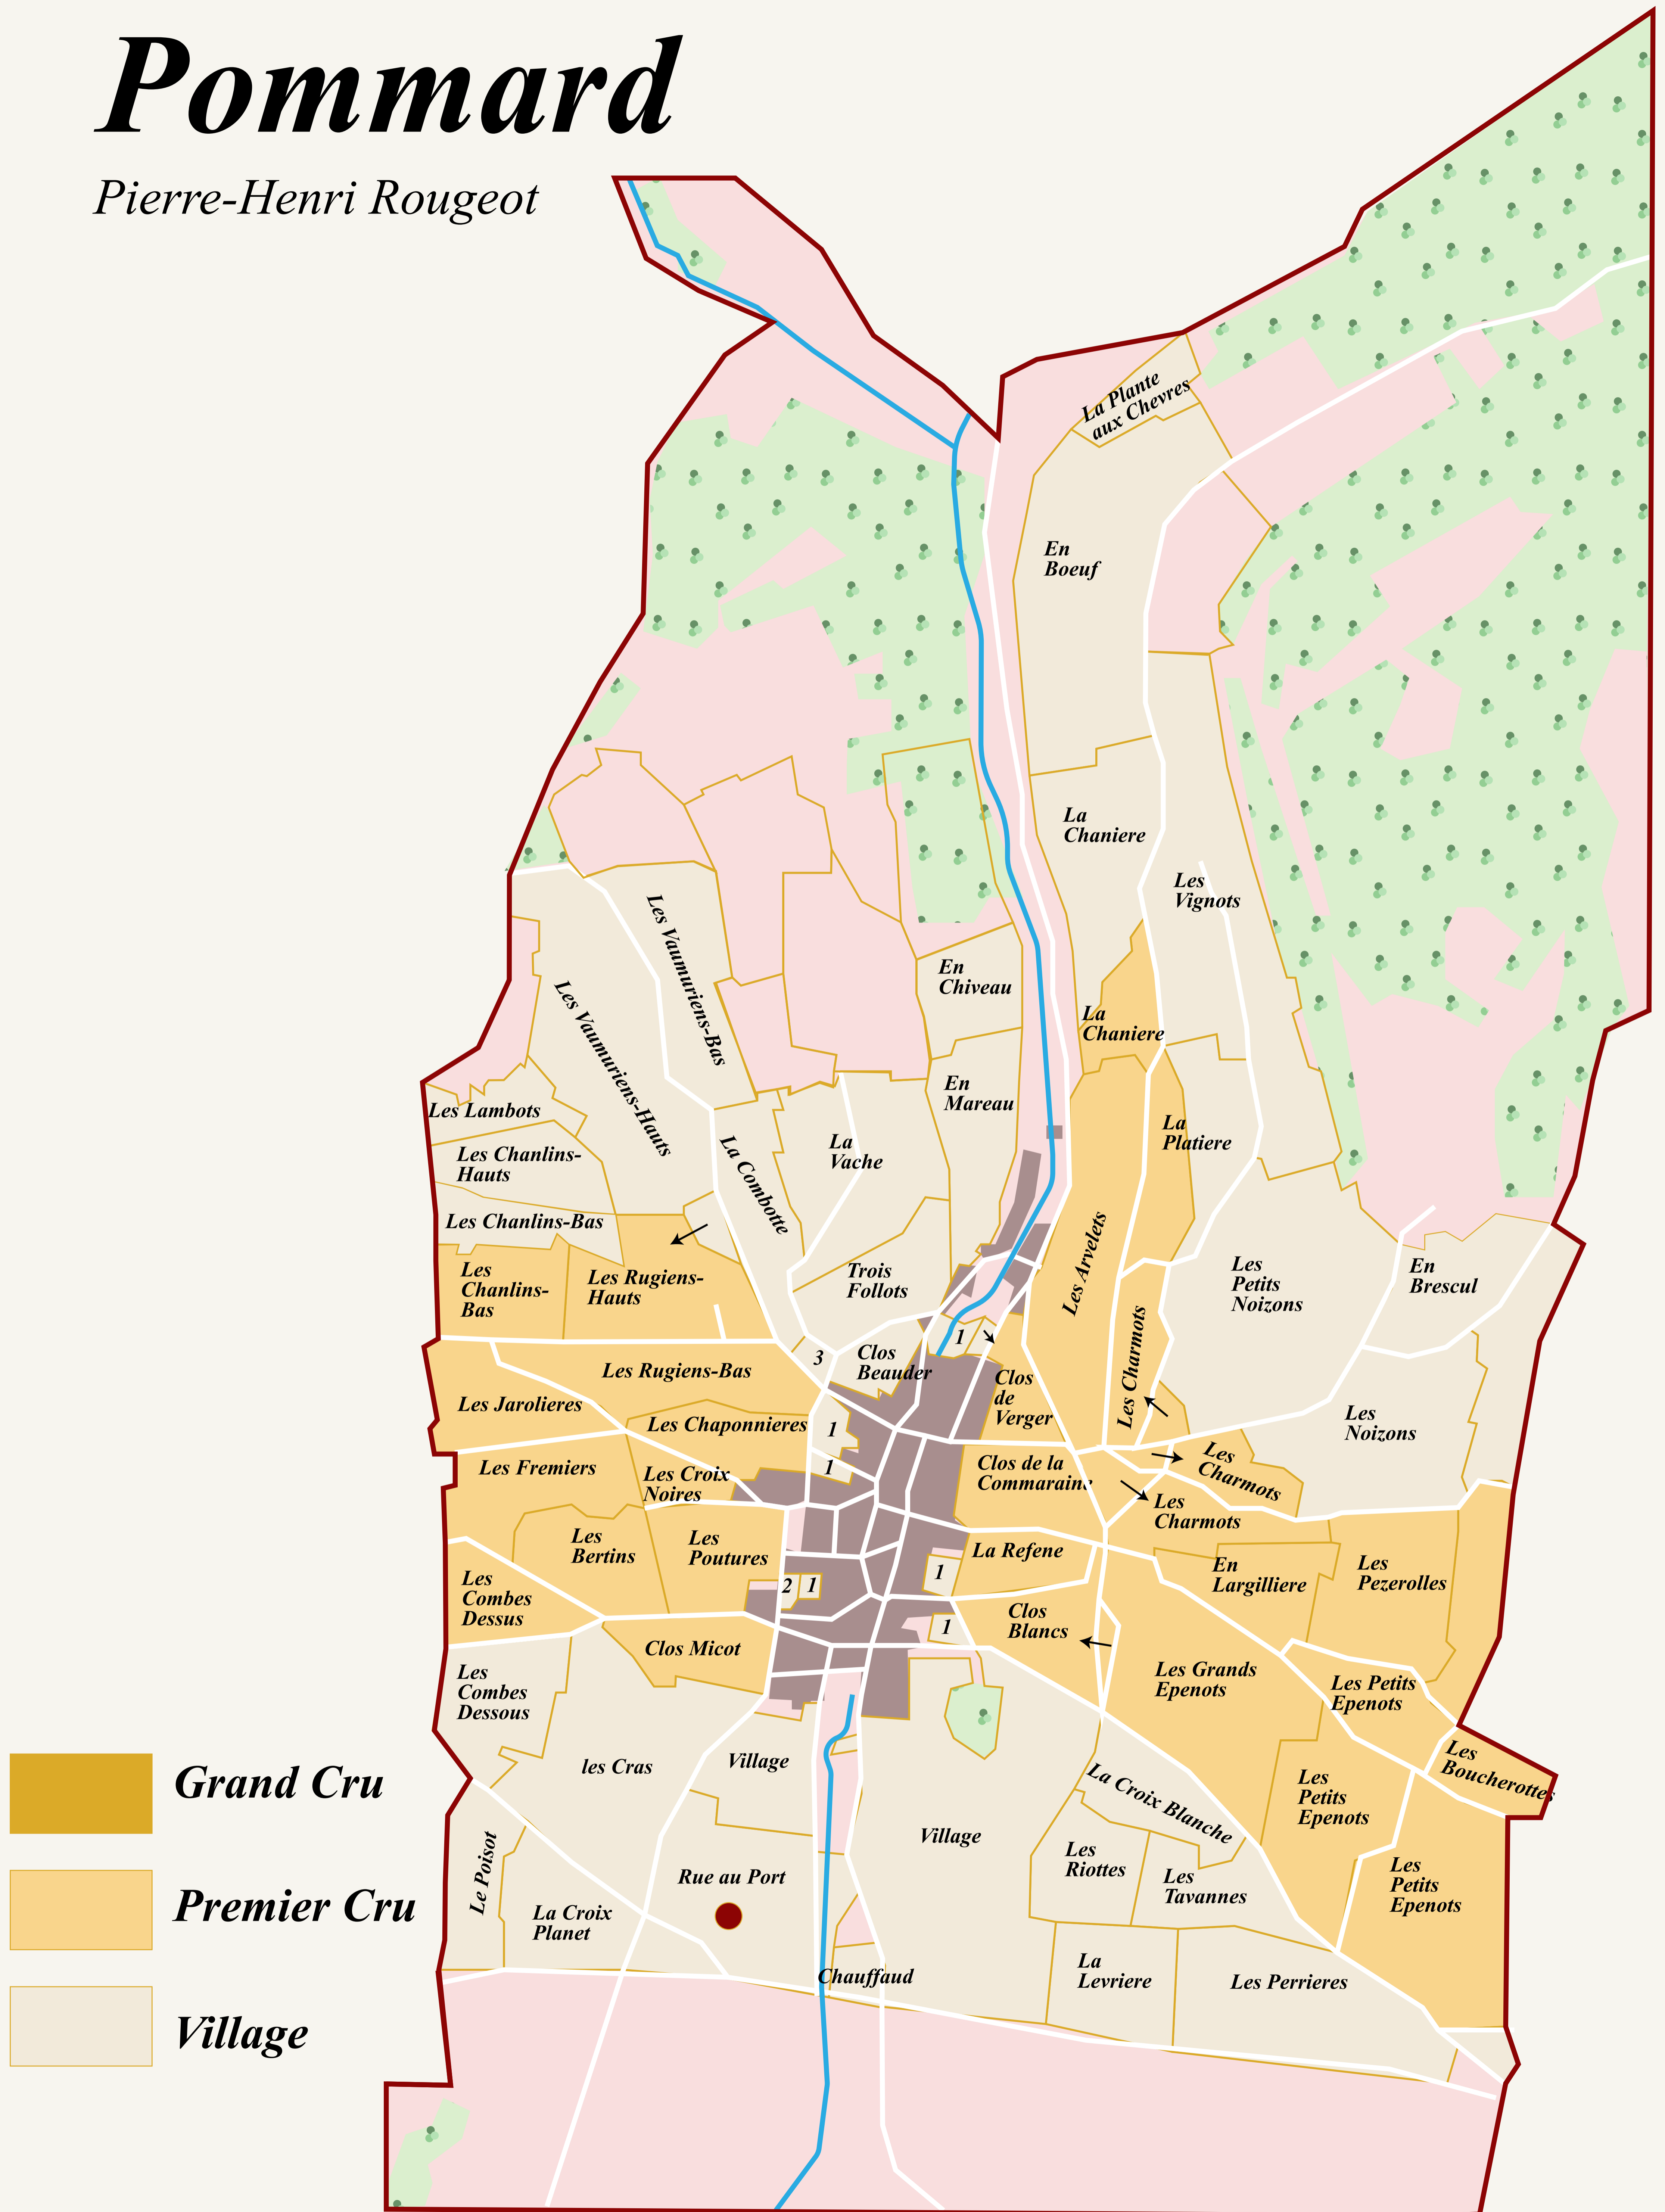 Pommard
Pierre-Henri Rougeot
La Plante
aux Chevres
En
Boeuf
La
Chaniere
Les
Vignots
Les Vaumuriens-Bas
En
Chiveau
Les Vaumuriens-Hauts
La
Chaniere
En
Mareau
Les Lambots
La
Platiere
La
Vache
Les Chanlins-
Hauts
La Combotte
Les Chanlins-Bas
Les Arvelets
Les
Chanlins-
Bas
Les Rugiens-
Hauts
Trois
Follots
Les
Petits
Noizons
En
Brescul
1
3
Clos
Beauder
Les Rugiens-Bas
Clos
de
Verger
Les Charmots
Les Jarolieres
Les Chaponnieres
1
Les
Noizons
Les Fremiers
Les Croix
Noires
1
Clos de la
Commaraine
Les
Charmots
Les
Charmots
Les
Bertins
Les
Poutures
La Refene
En
Largilliere
Les
Pezerolles
Les
Combes
Dessus
2
1
1
Clos
Blancs
1
Clos Micot
Les
Combes
Dessous
Les Grands
Epenots
Les Petits
Epenots
Les
Boucherottes
les Cras
Village
La Croix Blanche
Les
Petits
Epenots
Grand Cru
Village
Les
Riottes
Les
Tavannes
Les
Petits
Epenots
Le Poisot
Rue au Port
Premier Cru
La Croix
Planet
Chauffaud
La
Levriere
Les Perrieres
Village